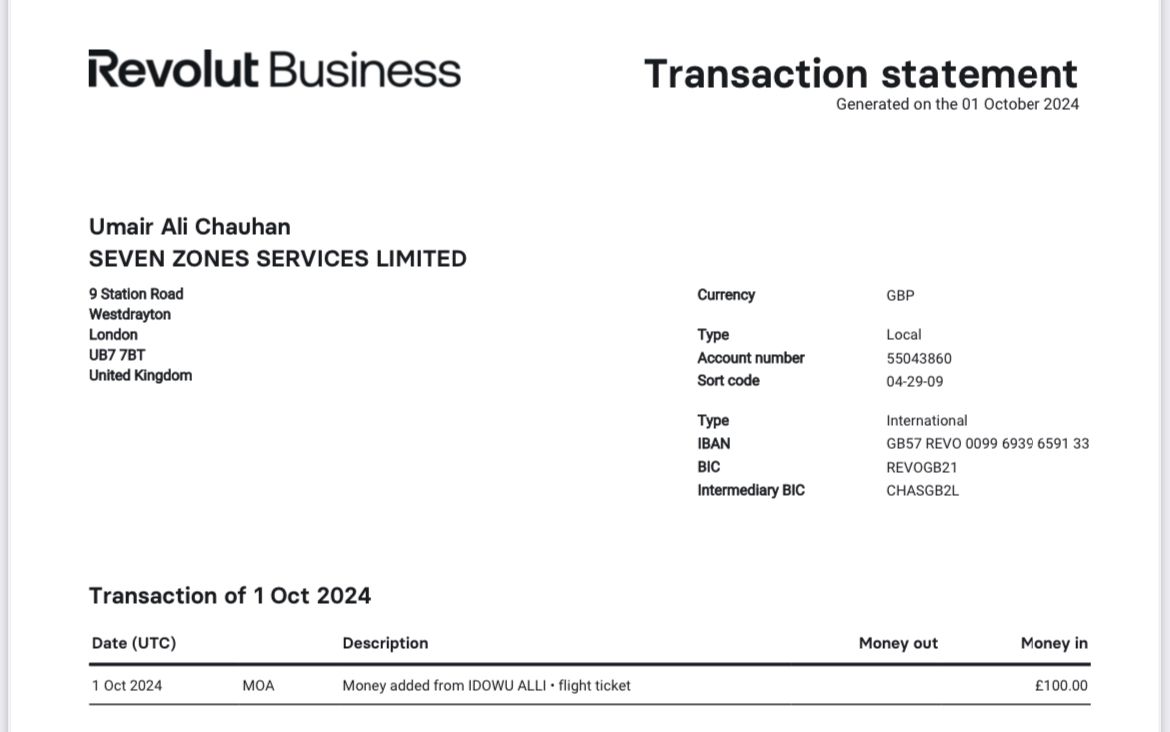 Revolut Business
Transaction statement
Generated on the 01 October 2024
Umair Ali Chauhan
SEVEN ZONES SERVICES LIMITED
9 Station Road
Westdrayton
London
UB7 7BT
United Kingdom
Currency GBP
Type Local
Account number 55043860
Sort code 04-29-09
Type International
IBAN GB57 REVO 0099 6939 6591 33
BIC REVOGB21
Intermediary BIC CHASGB2L
Transaction of 1 Oct 2024
Date (UTC) Description Money out Money in
1 Oct 2024 MOA Money added from IDOWU ALLI • flight ticket £100.00